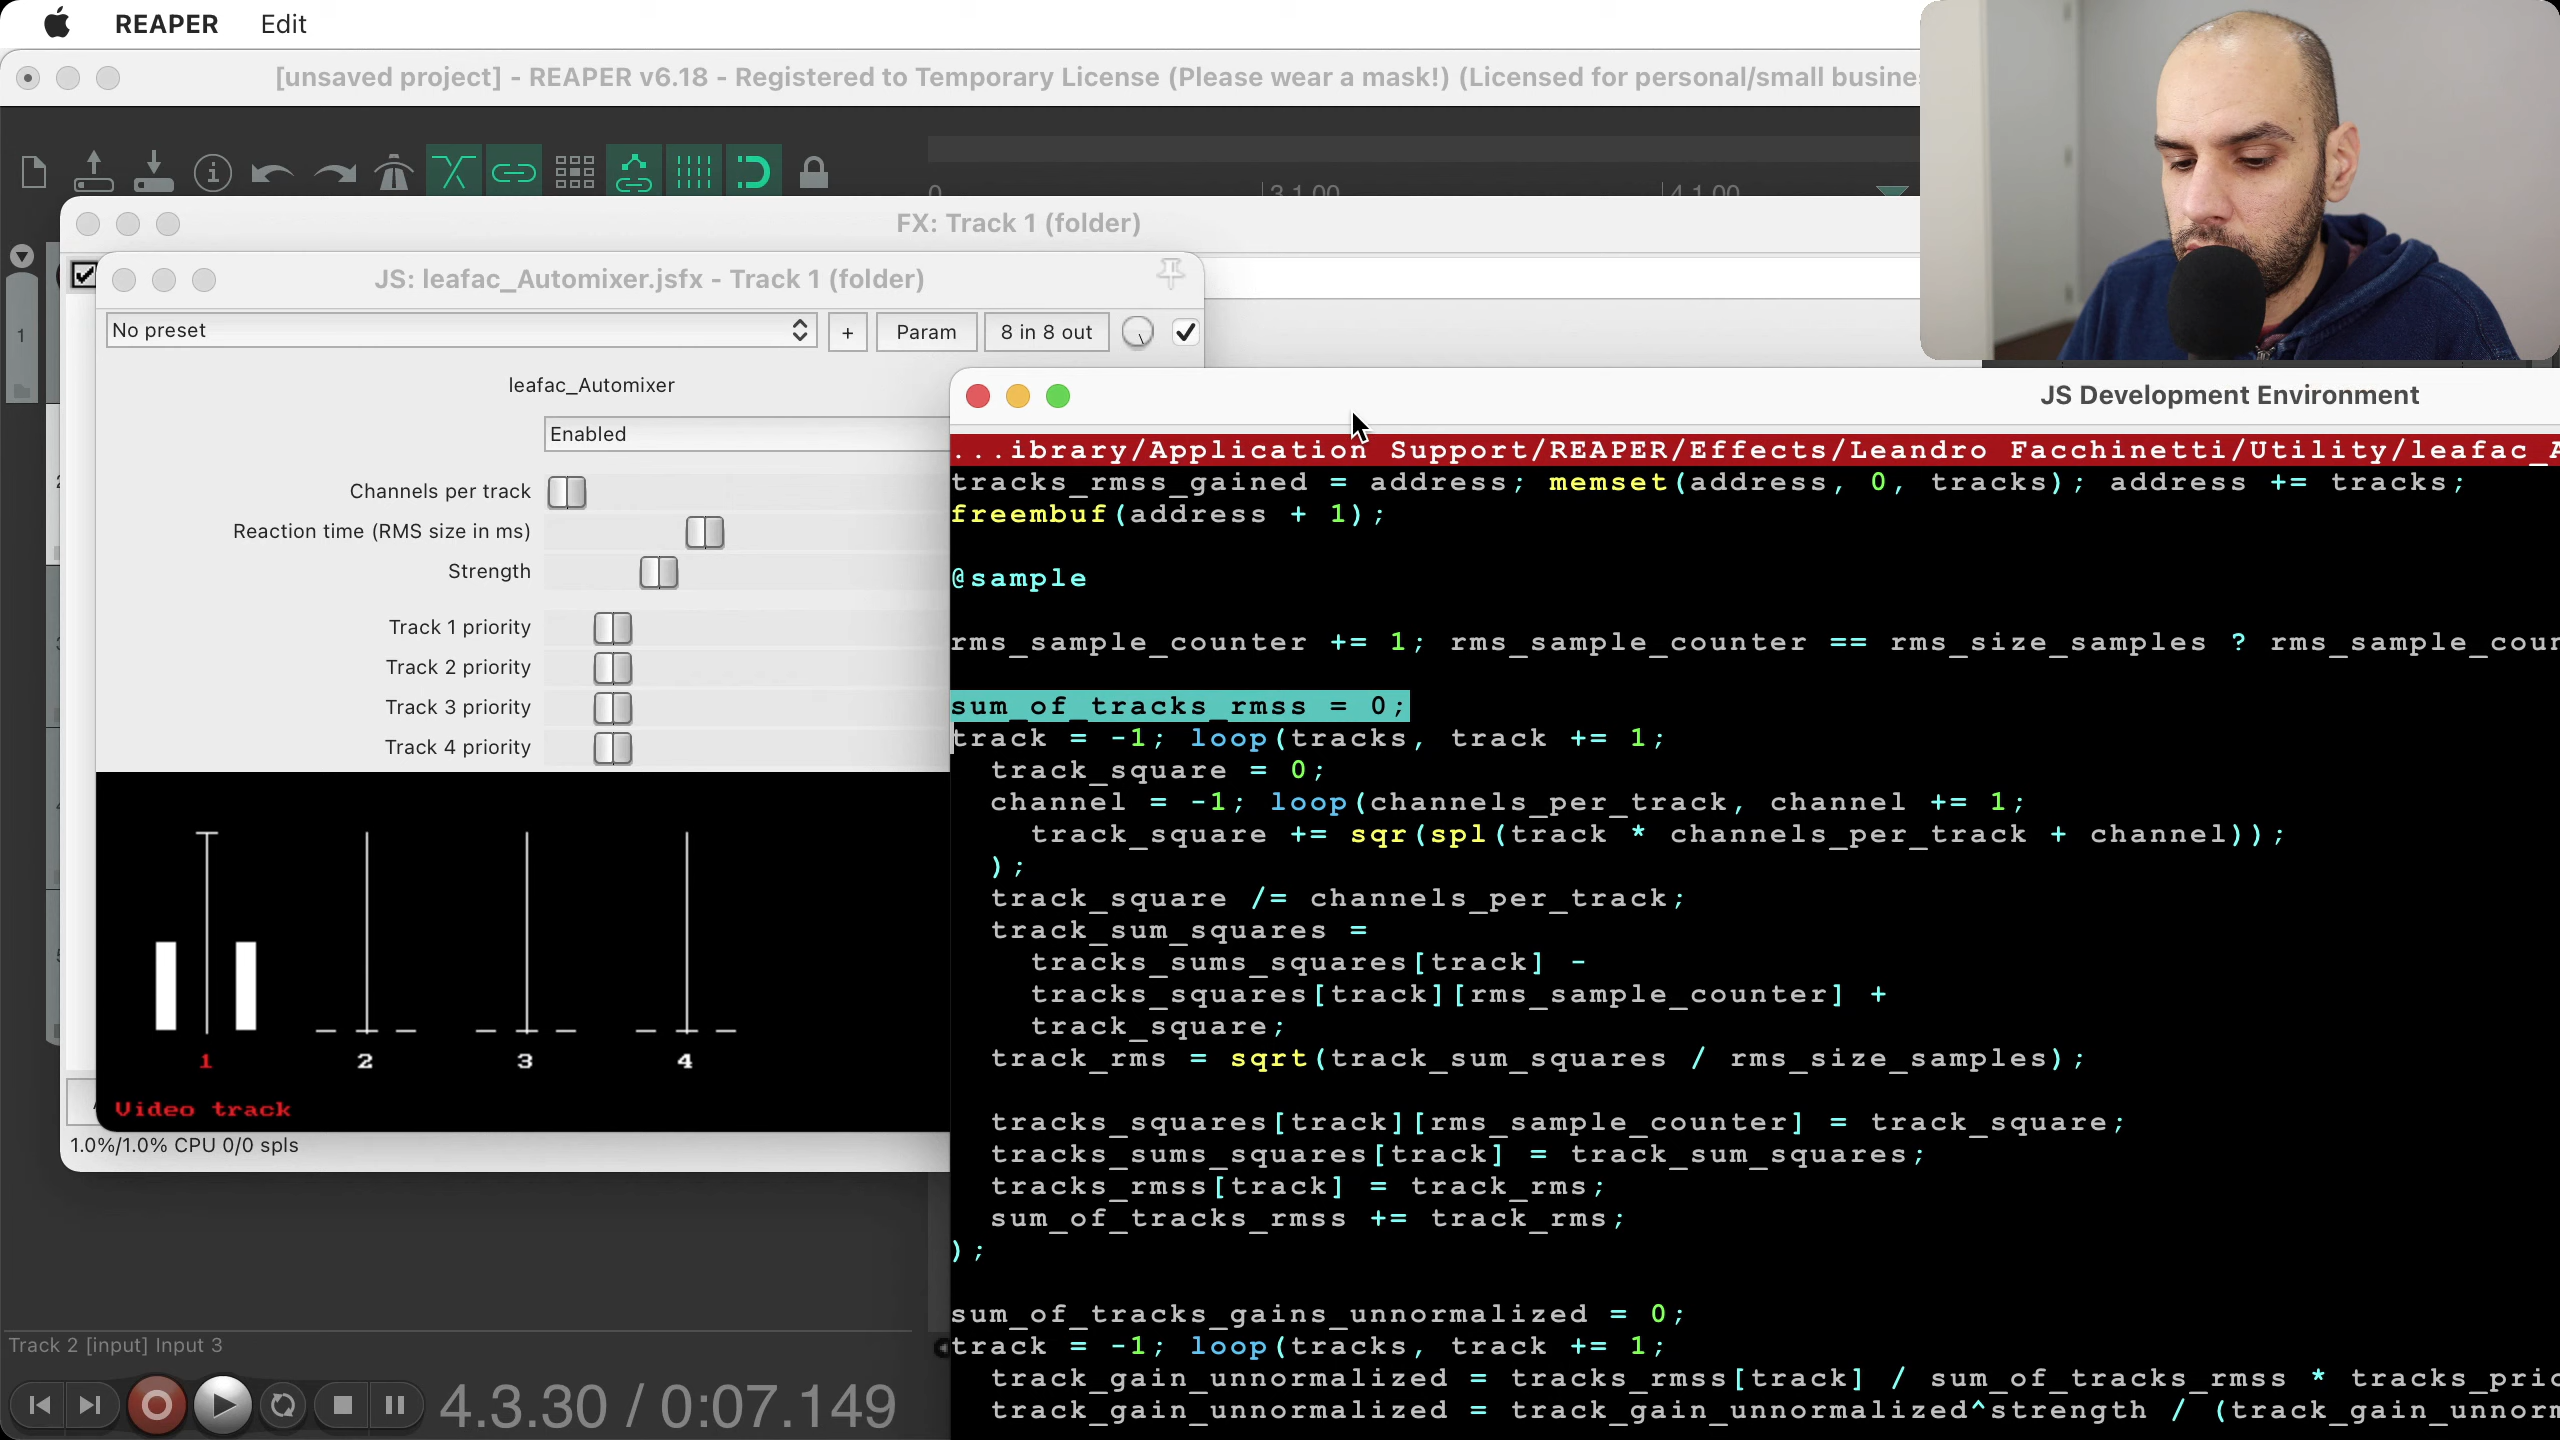 REAPER Edit
[unsaved project] - REAPER v6.18 - Registered to Temporary License (Please wear a mask!) (Licensed for personal/small
0 3.1.00 4.1.00
FX: Track 1 (folder)
JS: leafac_Automixer.jsfx - Track 1 (folder)
No preset + Param 8 in 8 out
1
leafac_Automixer
Enabled
Channels per track
Reaction time (RMS size in ms)
Strength
Track 1 priority
Track 2 priority
Track 3 priority
Track 4 priority
1 2 3 4
Video track
1.0%/1.0% CPU 0/0 spls
Track 2 [input] Input 3
4.3.30 / 0:07.149
JS Development Environment
...ibrary/Application Support/REAPER/Effects/Leandro Facchinetti/Utility/leafac_A
tracks_rmss_gained = address; memset(address, 0, tracks); address += tracks;
freembuf(address + 1);
@sample
rms_sample_counter += 1; rms_sample_counter == rms_size_samples ? rms_sample_coun
sum_of_tracks_rmss = 0;
track = -1; loop(tracks, track += 1;
track_square = 0;
channel = -1; loop(channels_per_track, channel += 1;
track_square += sqr(spl(track * channels_per_track + channel));
);
track_square /= channels_per_track;
track_sum_squares =
tracks_sums_squares[track] -
tracks_squares[track][rms_sample_counter] +
track_square;
track_rms = sqrt(track_sum_squares / rms_size_samples);
tracks_squares[track][rms_sample_counter] = track_square;
tracks_sums_squares[track] = track_sum_squares;
tracks_rmss[track] = track_rms;
sum_of_tracks_rmss += track_rms;
);
sum_of_tracks_gains_unnormalized = 0;
track = -1; loop(tracks, track += 1;
track_gain_unnormalized = tracks_rmss[track] / sum_of_tracks_rmss * tracks_pric
track_gain_unnormalized = track_gain_unnormalized^strength / (track_gain_unnorm